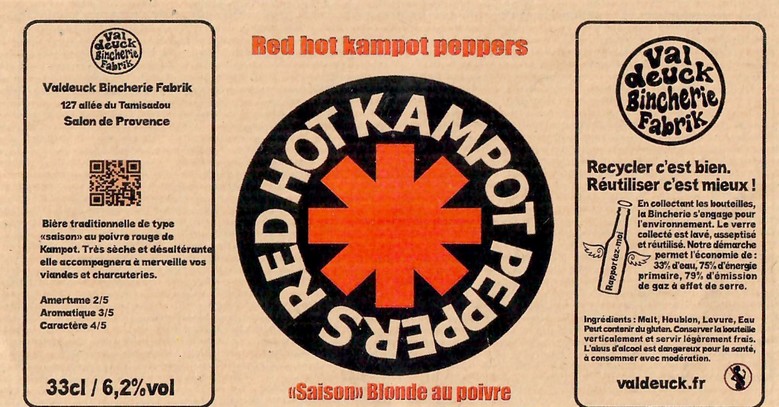 Val
deuck
Bincherie
Fabrik
Valdeuck Bincherie Fabrik
127 allée du Tamisadou
Salon de Provence
Bière traditionnelle de type
«saison» au poivre rouge de
Kampot. Très sèche et désaltérante
elle accompagnera à merveille vos
viandes et charcuteries.
Amertume 2/5
Aromatique 3/5
Caractère 4/5
33cl / 6,2%vol
Red hot kampot peppers
RED HOT KAMPOT PEPPERS
«Saison» Blonde au poivre
Val
deuck
Bincherie
Fabrik
Recycler c'est bien.
Réutiliser c'est mieux !
En collectant les bouteilles,
la Bincherie s'engage pour
l'environnement. Le verre
collecté est lavé, aseptisé
et réutilisé. Notre démarche
permet l'économie de :
33% d'eau, 75% d'énergie
primaire, 79% d'émission
de gaz à effet de serre.
Rapportez-moi
Ingrédients : Malt, Houblon, Levure, Eau
Peut contenir du gluten. Conserver la bouteille
verticalement et servir légèrement frais.
L'abus d'alcool est dangereux pour la santé,
à consommer avec modération.
valdeuck.fr